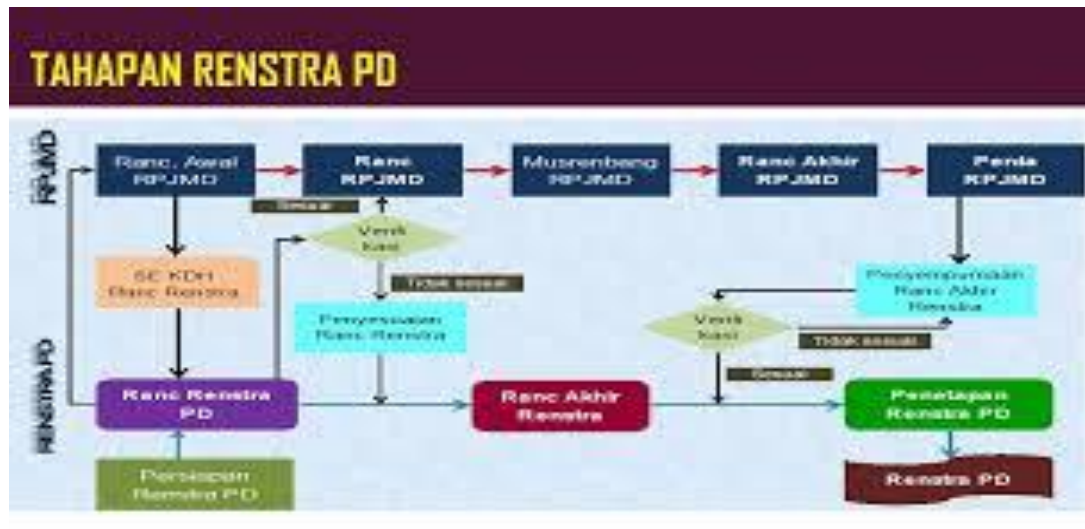 TAHAPAN RENSTRA PD
RPJMD
Ranc. Awal
RPJMD
Ranc
RPJMD
Musrenbang
RPJMD
Ranc Akhir
RPJMD
Perda
RPJMD
Sesuai
Verifi
kasi
SE KDH
Ranc Renstra
Tidak sesuai
Penyesuaian
Ranc Renstra
Penyempurnaan
Ranc Akhir
Renstra
Verifi
kasi
Tidak sesuai
Sesuai
RENSTRA PD
Ranc Renstra
PD
Ranc Akhir
Renstra
Penetapan
Renstra PD
Persiapan
Renstra PD
Renstra PD